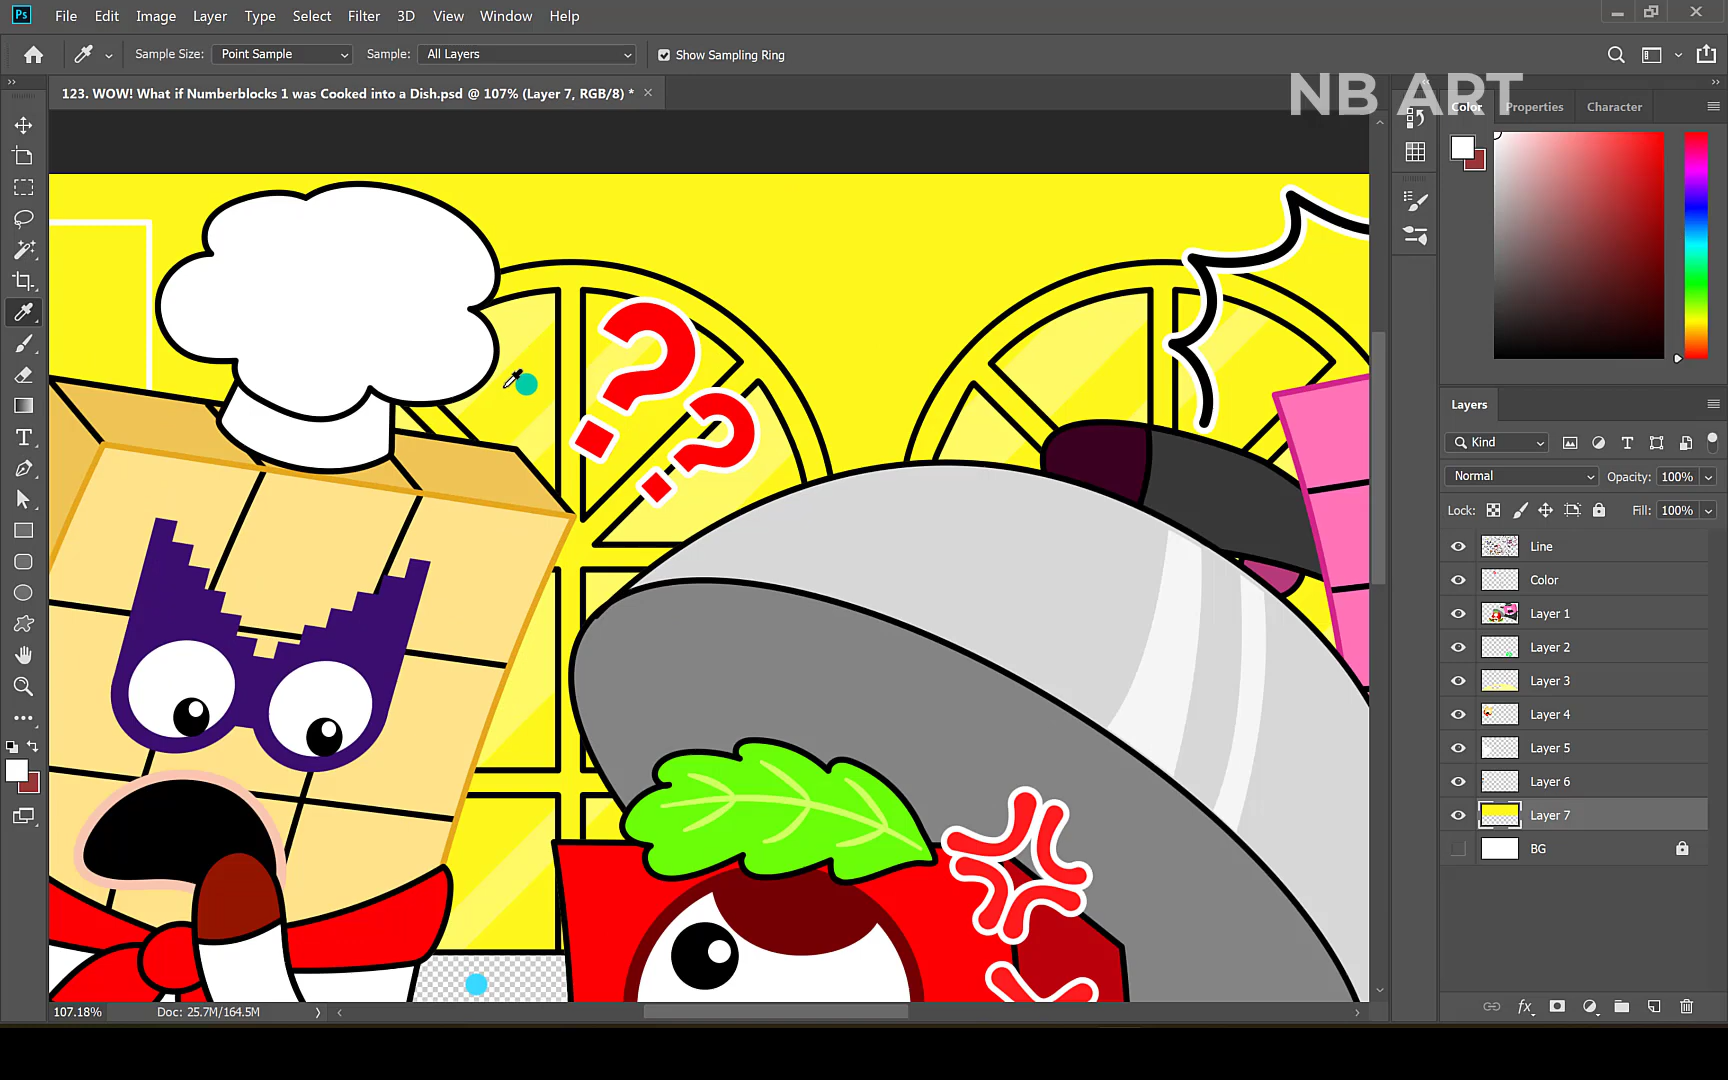 Ps File Edit Image Layer Type Select Filter 3D View Window Help
Sample Size: Point Sample Sample: All Layers Show Sampling Ring
NB ART
123. WOW! What if Numberblocks 1 was Cooked into a Dish.psd @ 107% (Layer 7, RGB/8) *
Color Properties Character
? ?
Layers
Kind
Normal Opacity: 100%
Lock: Fill: 100%
Line
Color
Layer 1
Layer 2
Layer 3
Layer 4
Layer 5
Layer 6
Layer 7
BG
107.18% Doc: 25.7M/164.5M